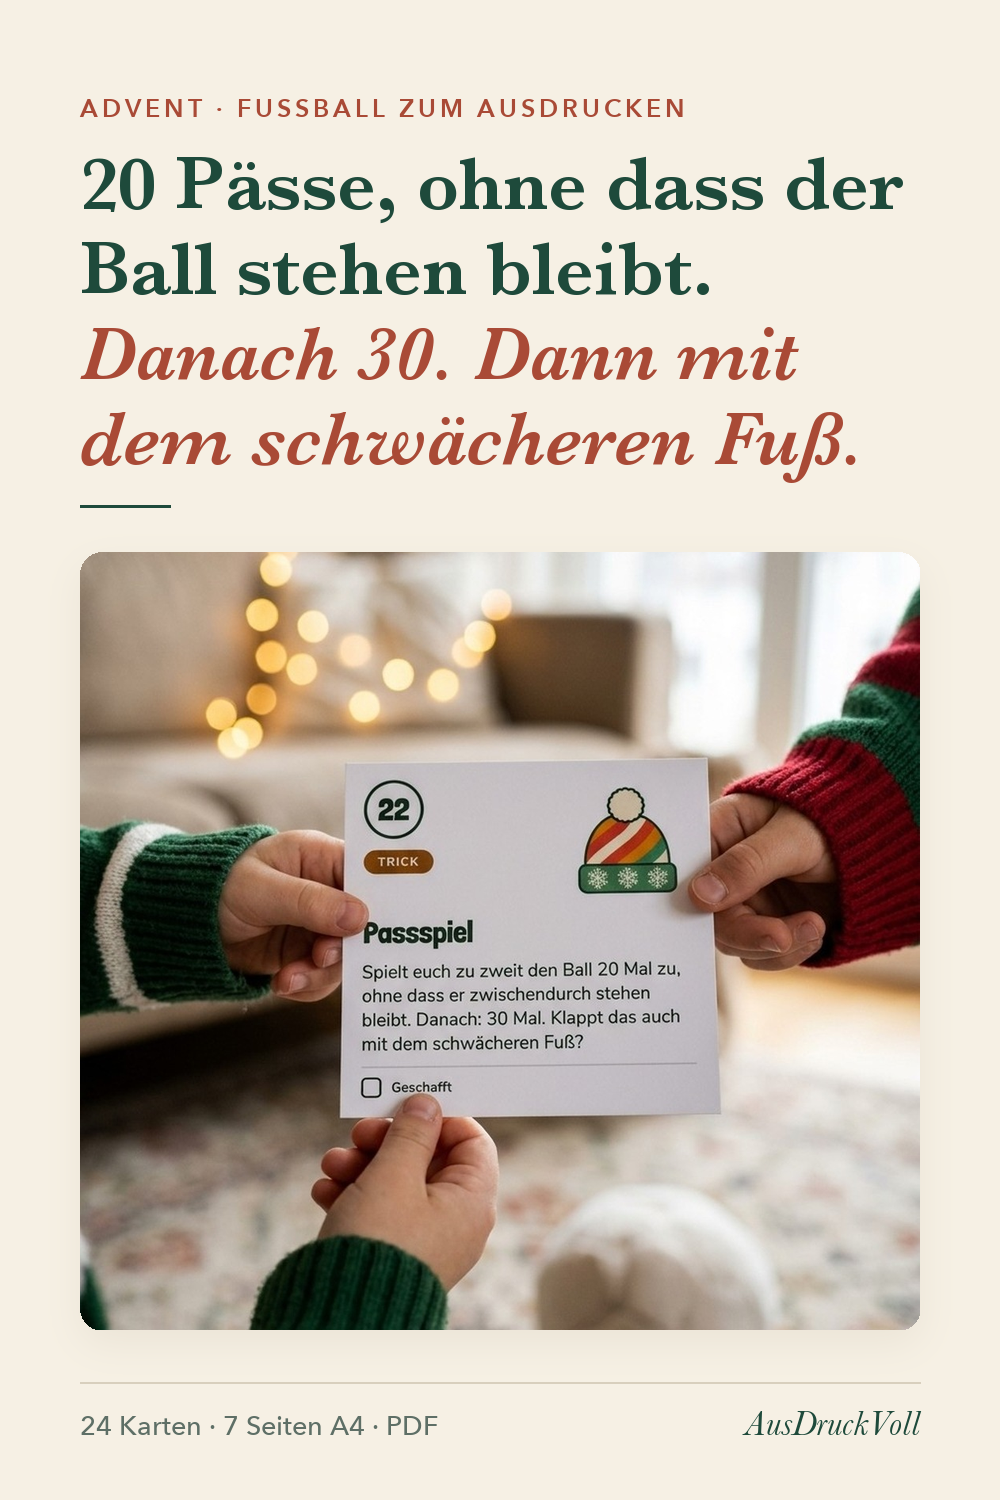 ADVENT · FUSSBALL ZUM AUSDRUCKEN
20 Pässe, ohne dass der
Ball stehen bleibt.
Danach 30. Dann mit
dem schwächeren Fuß.
22
TRICK
Passspiel
Spielt euch zu zweit den Ball 20 Mal zu,
ohne dass er zwischendurch stehen
bleibt. Danach: 30 Mal. Klappt das auch
mit dem schwächeren Fuß?
Geschafft
24 Karten · 7 Seiten A4 · PDF
AusDruckVoll